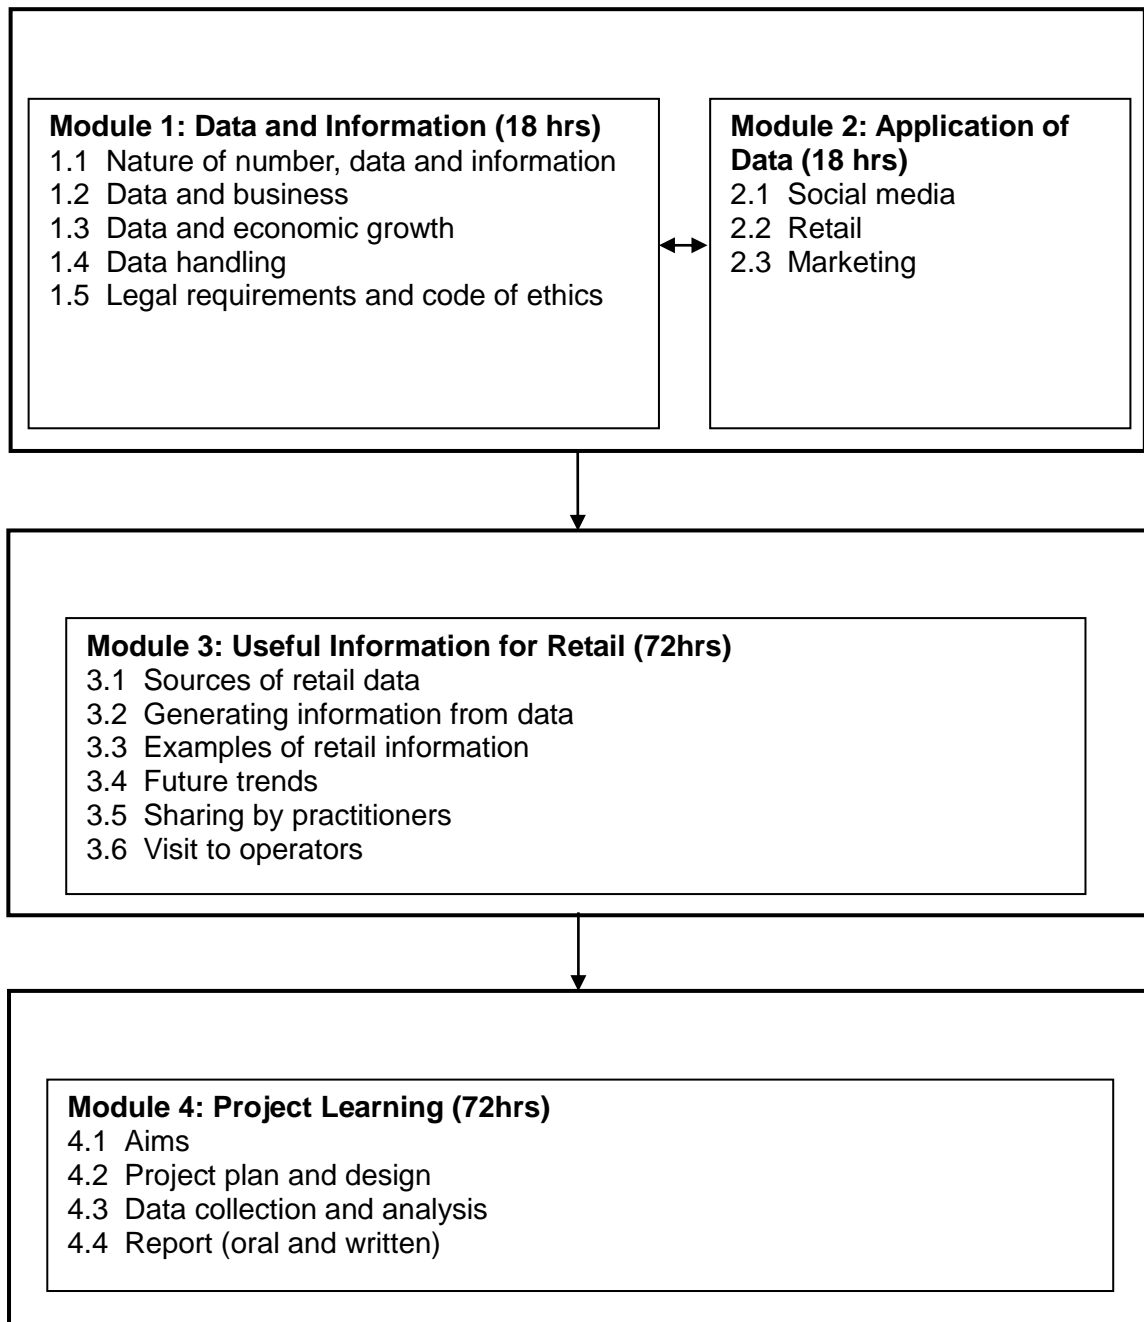 Module 1: Data and Information (18 hrs)
1.1 Nature of number, data and information
1.2 Data and business
1.3 Data and economic growth
1.4 Data handling
1.5 Legal requirements and code of ethics
Module 2: Application of
Data (18 hrs)
2.1 Social media
2.2 Retail
2.3 Marketing
Module 3: Useful Information for Retail (72hrs)
3.1 Sources of retail data
3.2 Generating information from data
3.3 Examples of retail information
3.4 Future trends
3.5 Sharing by practitioners
3.6 Visit to operators
Module 4: Project Learning (72hrs)
4.1 Aims
4.2 Project plan and design
4.3 Data collection and analysis
4.4 Report (oral and written)